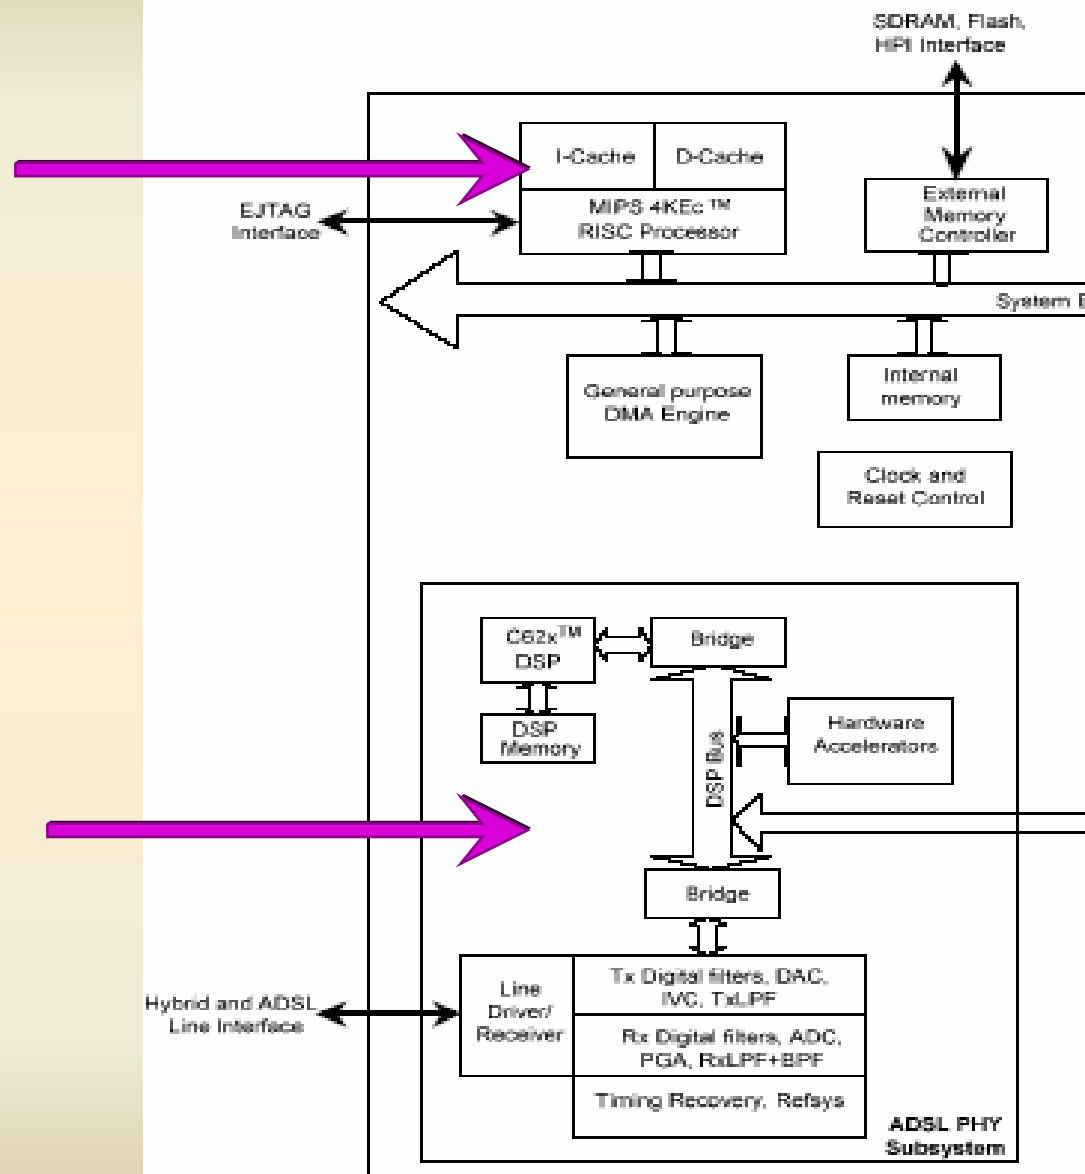 SDRAM, Flash,
HPI Interface
I-Cache
D-Cache
MIPS 4KEc™
RISC Processor
EJTAG
Interface
External
Memory
Controller
System
General purpose
DMA Engine
Internal
memory
Clock and
Reset Control
C62x™
DSP
Bridge
DSP
Memory
DSP Bus
Hardware
Accelerators
Bridge
Hybrid and ADSL
Line Interface
Line
Driver/
Receiver
Tx Digital filters, DAC,
IVC, TxLPF
Rx Digital filters, ADC,
PGA, RxLPF+BPF
Timing Recovery, Refsys
ADSL PHY
Subsystem